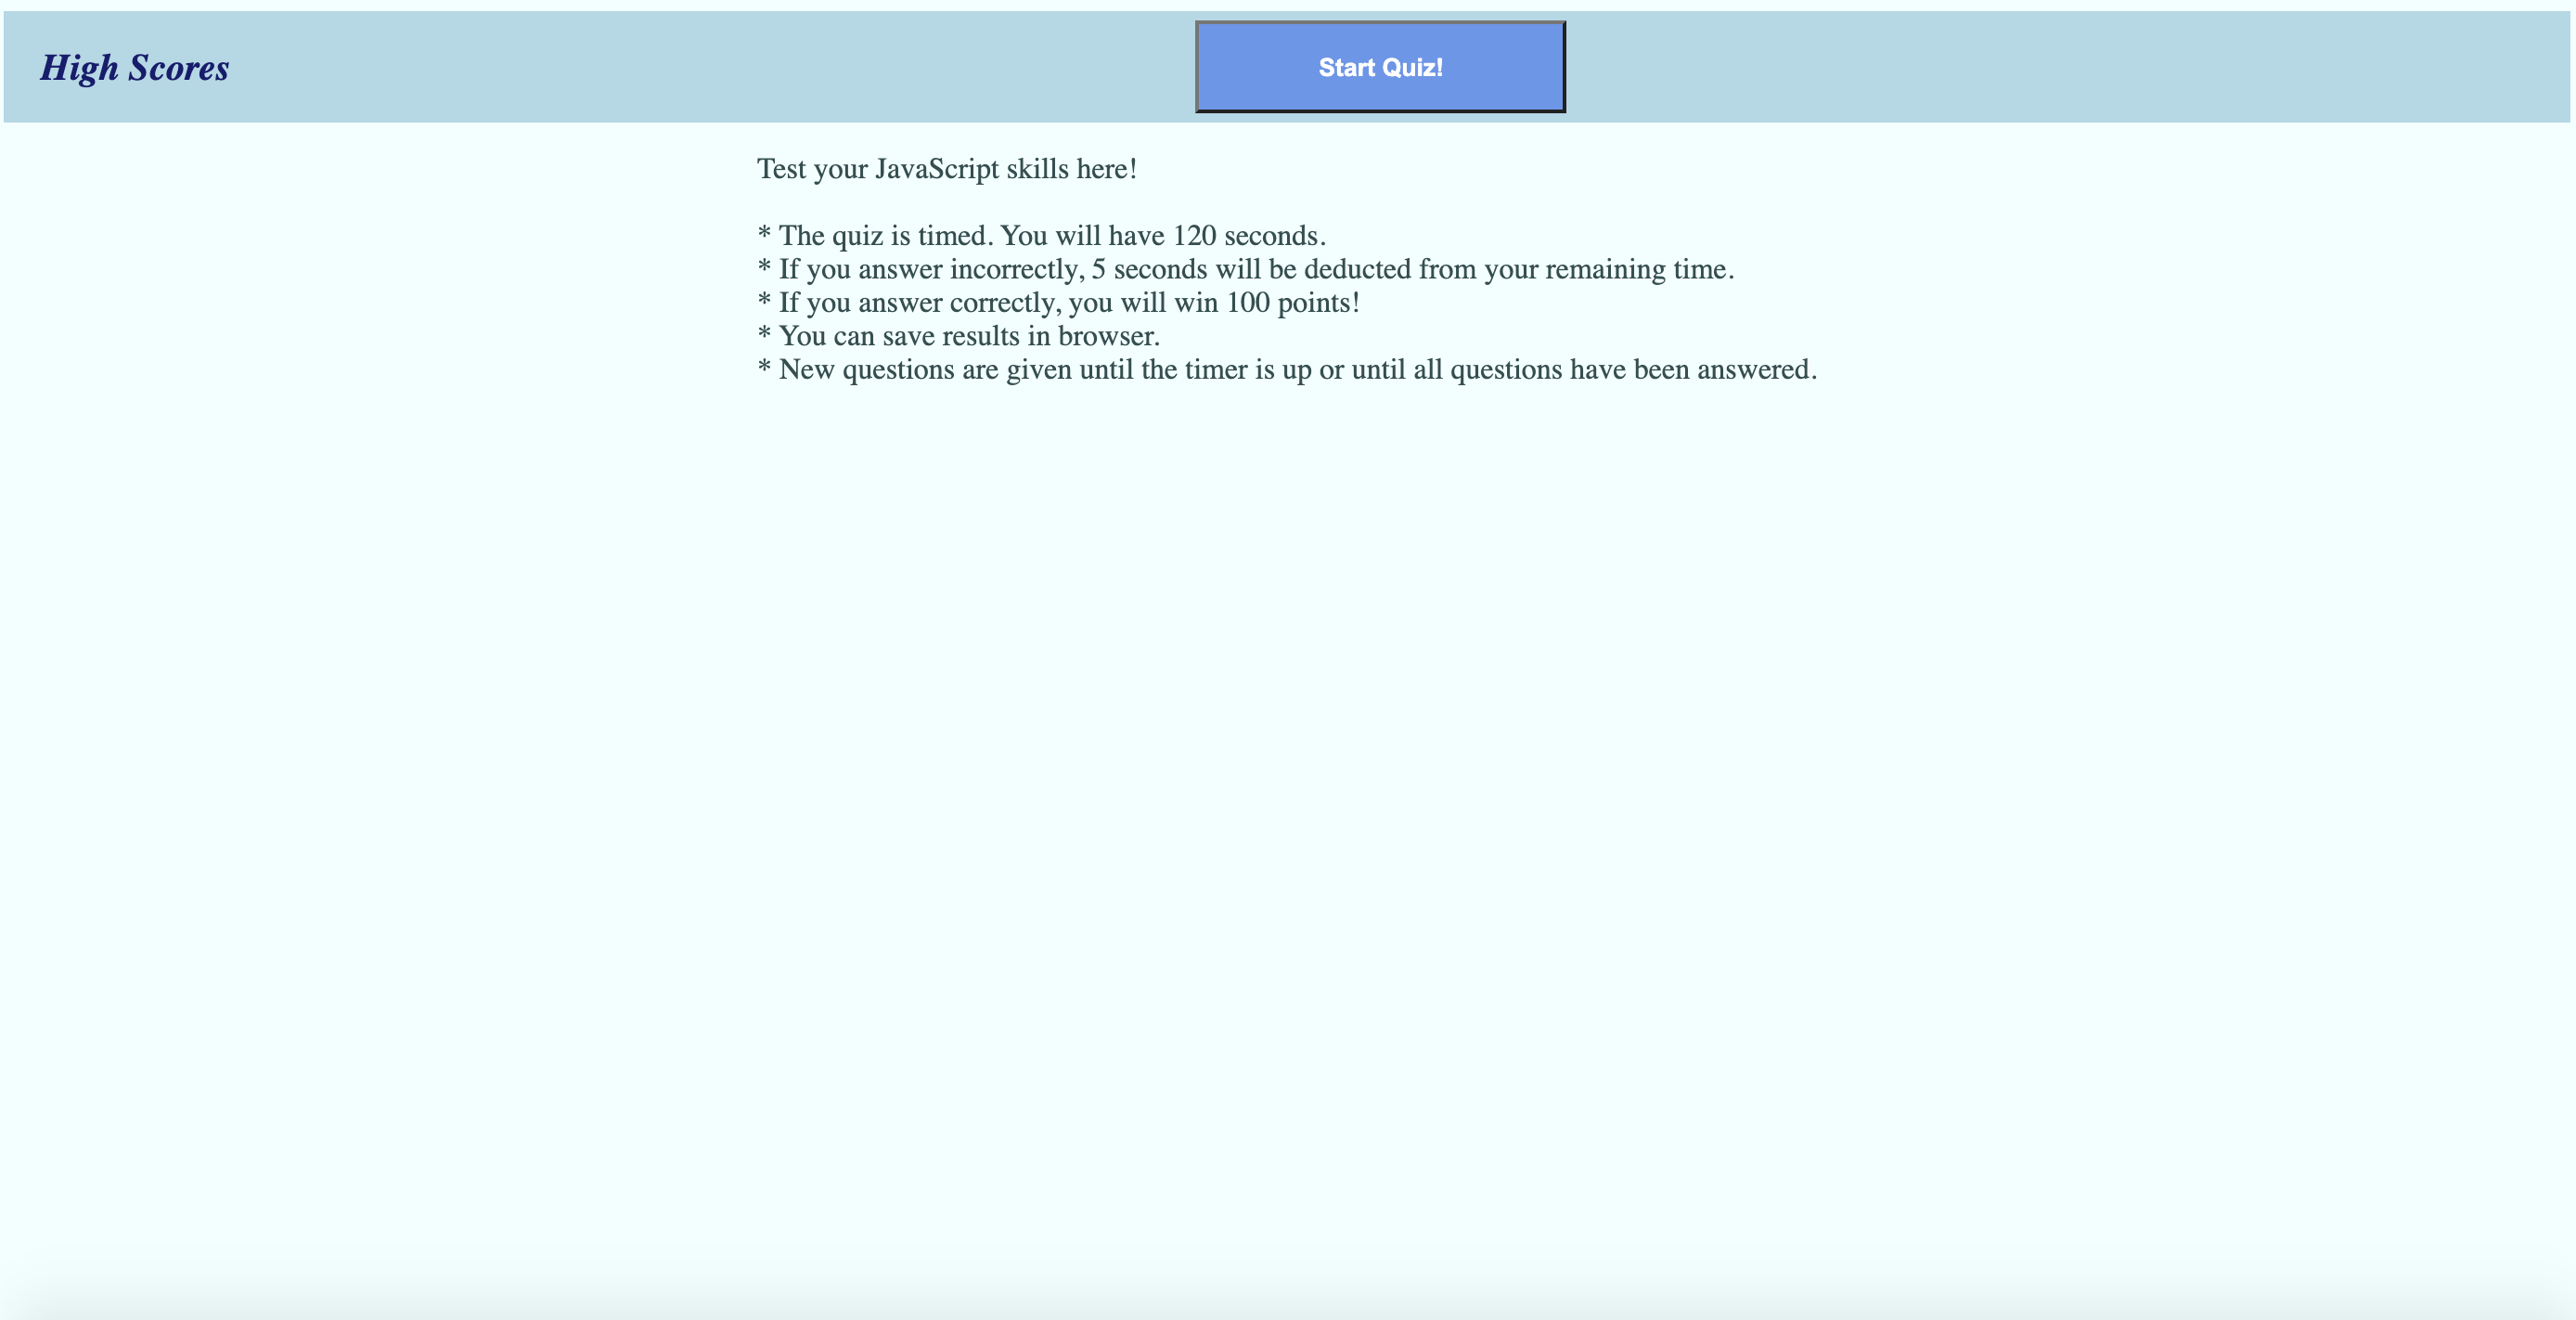 High Scores
Start Quiz!
Test your JavaScript skills here!
* The quiz is timed. You will have 120 seconds.
* If you answer incorrectly, 5 seconds will be deducted from your remaining time.
* If you answer correctly, you will win 100 points!
* You can save results in browser.
* New questions are given until the timer is up or until all questions have been answered.